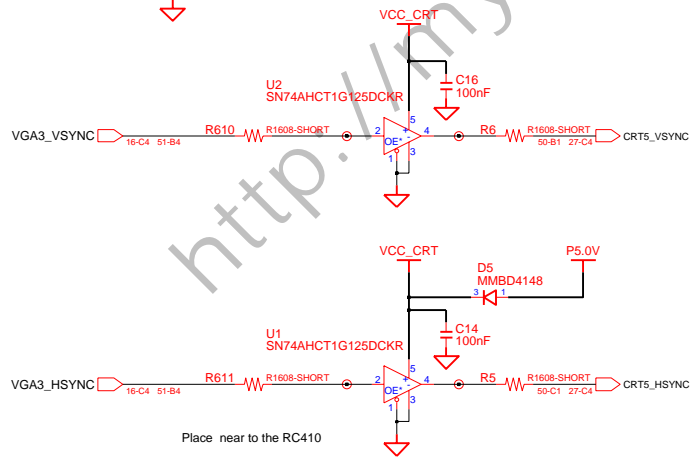 VCC_CRT
C16
100nF
U2
SN74AHCT1G125DCKR
5
VGA3_VSYNC
16-C4 51-B4
R610
R1608-SHORT
2
+
-
OE*
4
1
3
R6
R1608-SHORT
50-B1 27-C4
CRT5_VSYNC
http://my
VCC_CRT
P5.0V
D5
MMBD4148
3
1
C14
100nF
U1
SN74AHCT1G125DCKR
5
VGA3_HSYNC
16-C4 51-B4
R611
R1608-SHORT
2
+
-
OE*
4
1
3
R5
R1608-SHORT
50-C1 27-C4
CRT5_HSYNC
Place near to the RC410